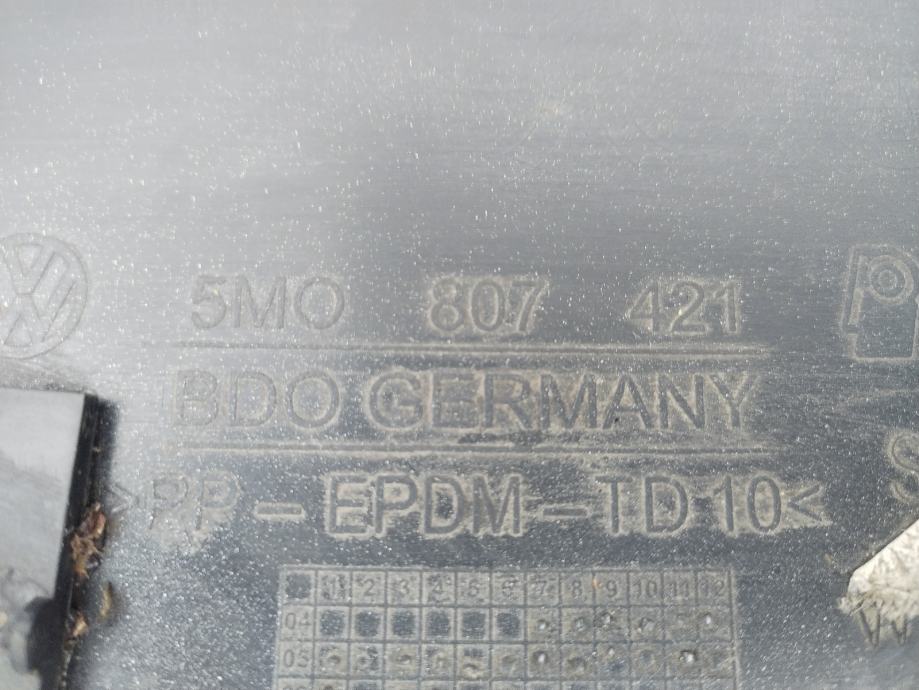 5M0 807 421
BDO GERMANY
>PP-EPDM-TD10<
1 2 3 4 5 6 7 8 9 10 11 12
04
05